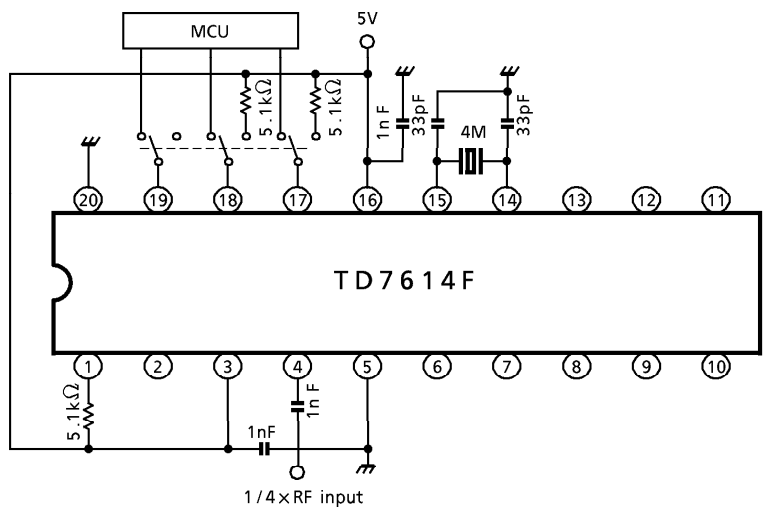 MCU
5V
5.1kΩ
5.1kΩ
1nF
33pF
4M
33pF
20 19 18 17 16 15 14 13 12 11
TD7614F
1 2 3 4 5 6 7 8 9 10
5.1kΩ
1nF
1nF
1/4×RF input